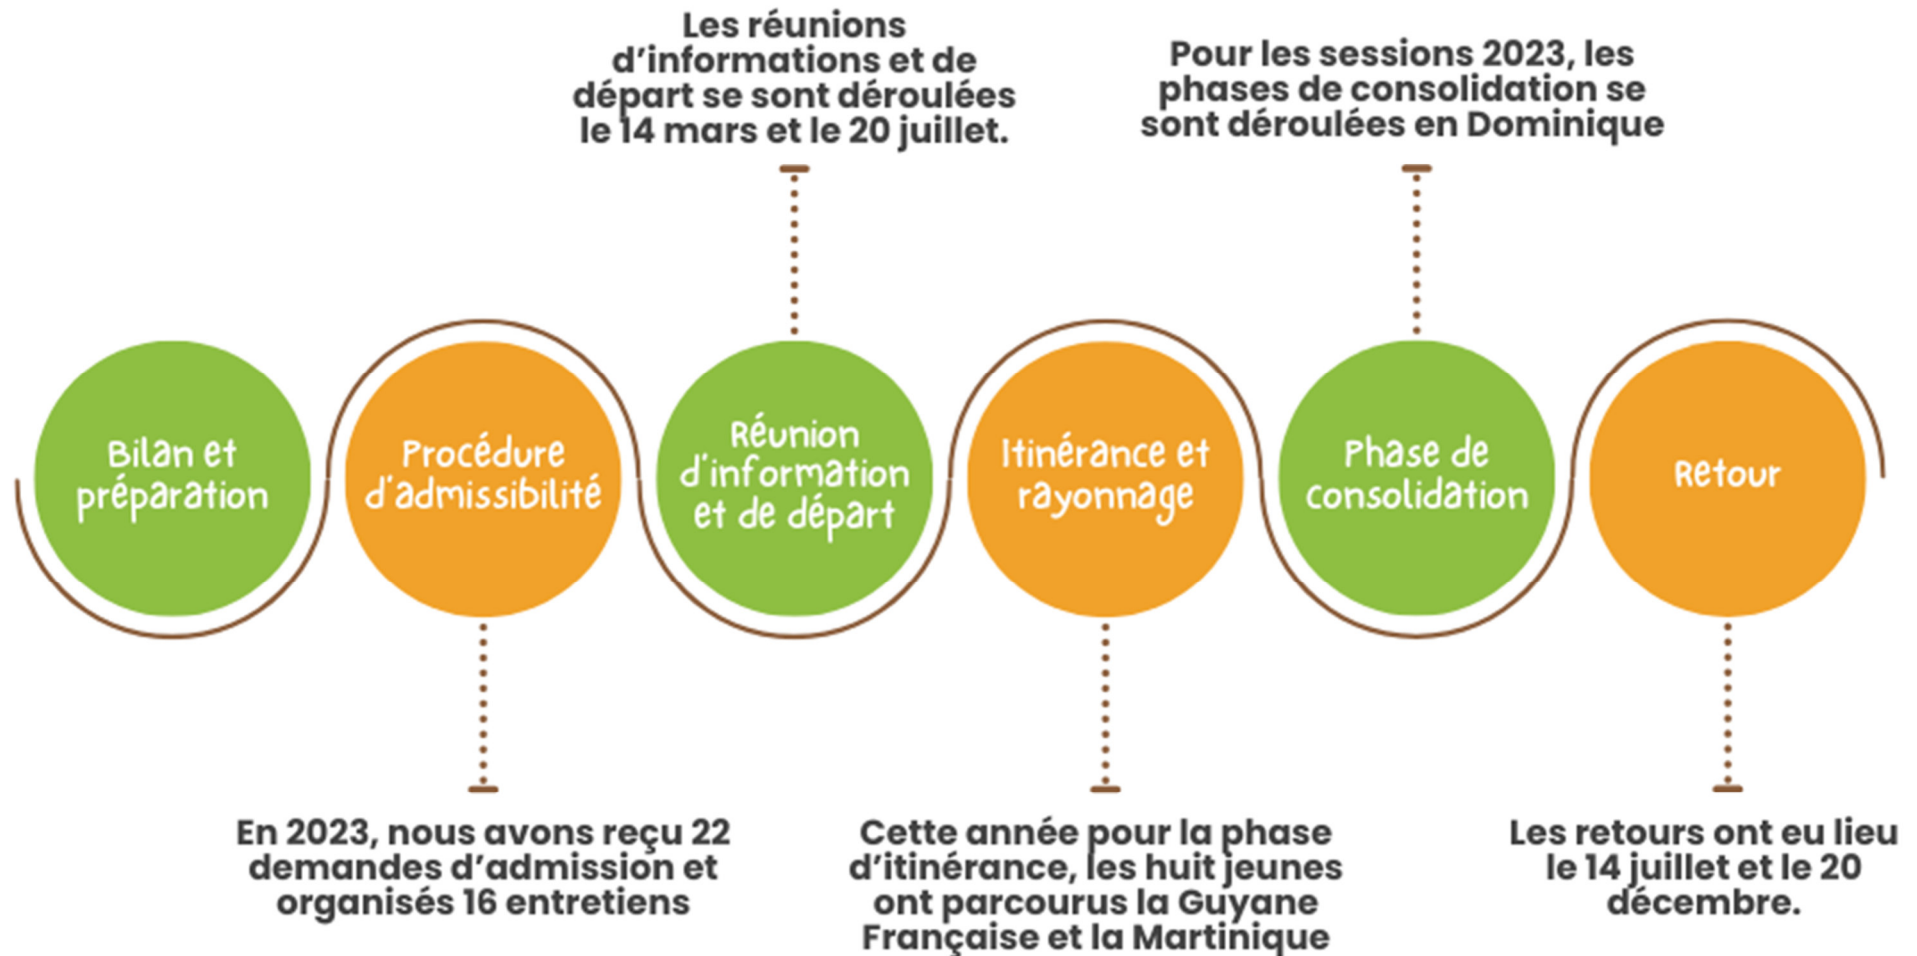 Les réunions
d'informations et de
départ se sont déroulées
le 14 mars et le 20 juillet.
Pour les sessions 2023, les
phases de consolidation se
sont déroulées en Dominique
Bilan et
préparation
Procédure
d'admissibilité
Réunion
d'information
et de départ
Itinérance et
rayonnage
Phase de
consolidation
Retour
En 2023, nous avons reçu 22
demandes d'admission et
organisés 16 entretiens
Cette année pour la phase
d'itinérance, les huit jeunes
ont parcourus la Guyane
Française et la Martinique
Les retours ont eu lieu
le 14 juillet et le 20
décembre.